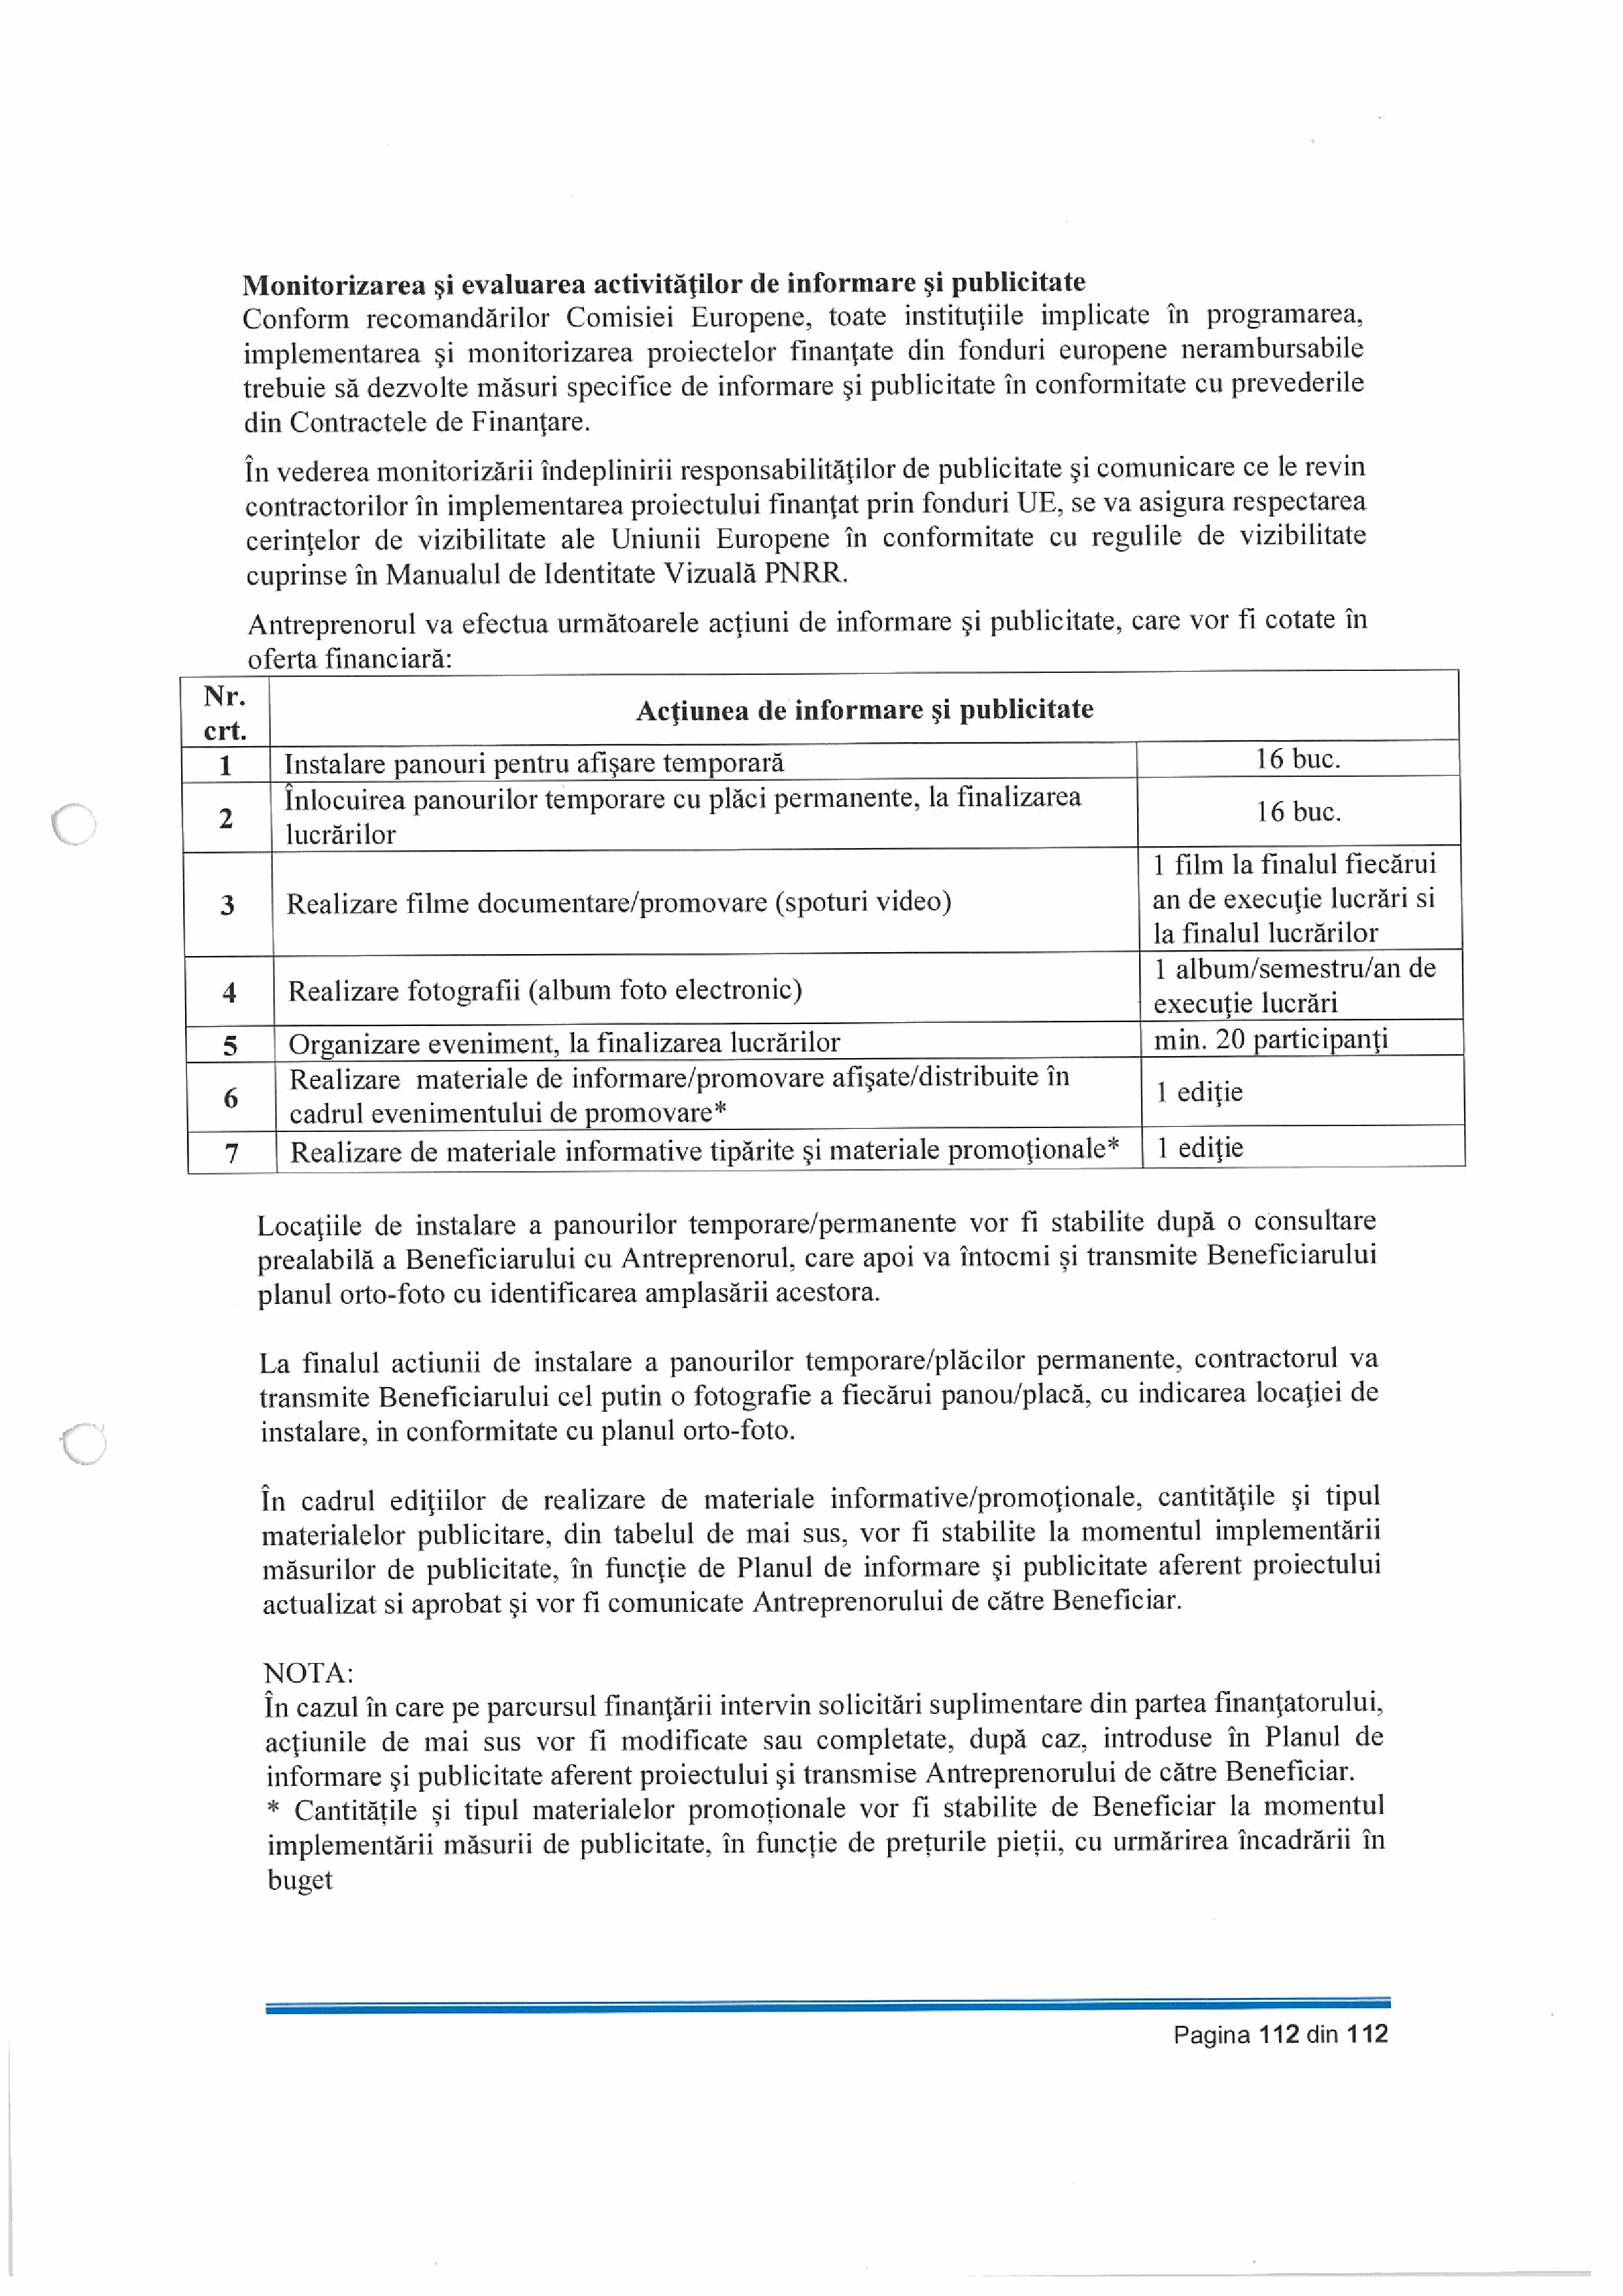 Monitorizarea şi evaluarea activităţilor de informare şi publicitate
Conform recomandărilor Comisiei Europene, toate instituţiile implicate în programarea,
implementarea şi monitorizarea proiectelor finanţate din fonduri europene nerambursabile
trebuie să dezvolte măsuri specifice de informare şi publicitate în conformitate cu prevederile
din Contractele de Finanţare.
În vederea monitorizării îndeplinirii responsabilităţilor de publicitate şi comunicare ce le revin
contractorilor în implementarea proiectului finanţat prin fonduri UE, se va asigura respectarea
cerinţelor de vizibilitate ale Uniunii Europene în conformitate cu regulile de vizibilitate
cuprinse în Manualul de Identitate Vizuală PNRR.
Antreprenorul va efectua următoarele acţiuni de informare şi publicitate, care vor fi cotate în
oferta financiară:
Nr.
crt.
Acţiunea de informare şi publicitate
1 Instalare panouri pentru afişare temporară 16 buc.
2 Înlocuirea panourilor temporare cu plăci permanente, la finalizarea
lucrărilor
16 buc.
3 Realizare filme documentare/promovare (spoturi video)
1 film la finalul fiecărui
an de execuţie lucrări si
la finalul lucrărilor
4 Realizare fotografii (album foto electronic)
1 album/semestru/an de
execuţie lucrări
5 Organizare eveniment, la finalizarea lucrărilor min. 20 participanţi
6 Realizare materiale de informare/promovare afişate/distribuite în
cadrul evenimentului de promovare*
1 ediţie
7 Realizare de materiale informative tipărite şi materiale promoţionale* 1 ediţie
Locaţiile de instalare a panourilor temporare/permanente vor fi stabilite după o consultare
prealabilă a Beneficiarului cu Antreprenorul, care apoi va întocmi și transmite Beneficiarului
planul orto-foto cu identificarea amplasării acestora.
La finalul actiunii de instalare a panourilor temporare/plăcilor permanente, contractorul va
transmite Beneficiarului cel putin o fotografie a fiecărui panou/placă, cu indicarea locaţiei de
instalare, in conformitate cu planul orto-foto.
În cadrul ediţiilor de realizare de materiale informative/promoţionale, cantităţile şi tipul
materialelor publicitare, din tabelul de mai sus, vor fi stabilite la momentul implementării
măsurilor de publicitate, în funcţie de Planul de informare şi publicitate aferent proiectului
actualizat si aprobat şi vor fi comunicate Antreprenorului de către Beneficiar.
NOTA:
În cazul în care pe parcursul finanţării intervin solicitări suplimentare din partea finanţatorului,
acţiunile de mai sus vor fi modificate sau completate, după caz, introduse în Planul de
informare şi publicitate aferent proiectului şi transmise Antreprenorului de către Beneficiar.
* Cantitățile și tipul materialelor promoționale vor fi stabilite de Beneficiar la momentul
implementării măsurii de publicitate, în funcție de prețurile pieții, cu urmărirea încadrării în
buget
Pagina 112 din 112